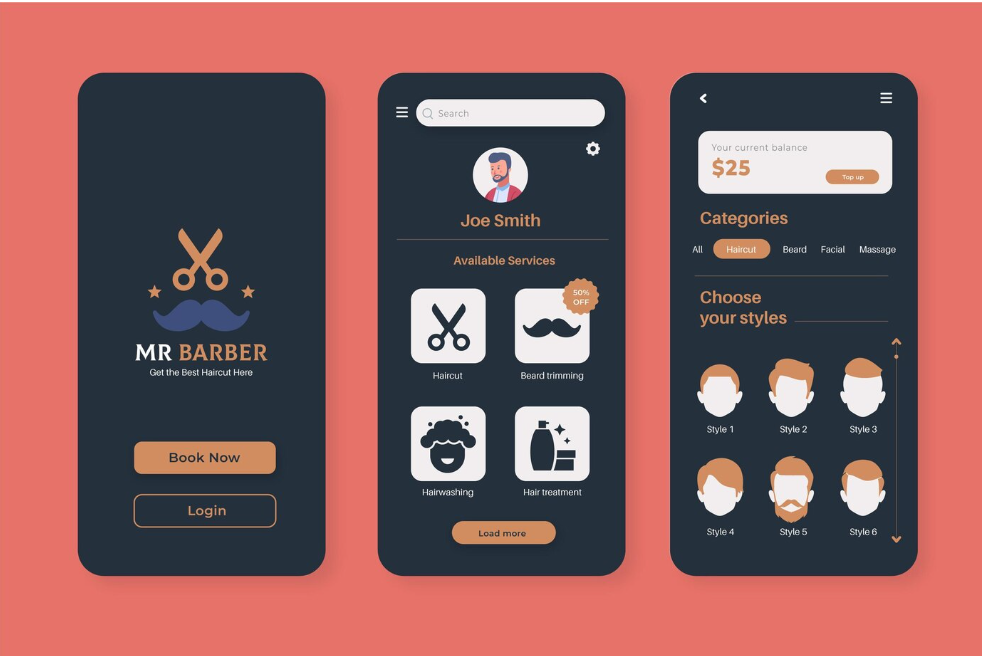 MR BARBER
Get the Best Haircut Here
Book Now
Login
Search
Joe Smith
Available Services
50%
OFF
Haircut
Beard trimming
Hairwashing
Hair treatment
Load more
Your current balance
$25
Top up
Categories
All Haircut Beard Facial Massage
Choose
your styles
Style 1 Style 2 Style 3
Style 4 Style 5 Style 6